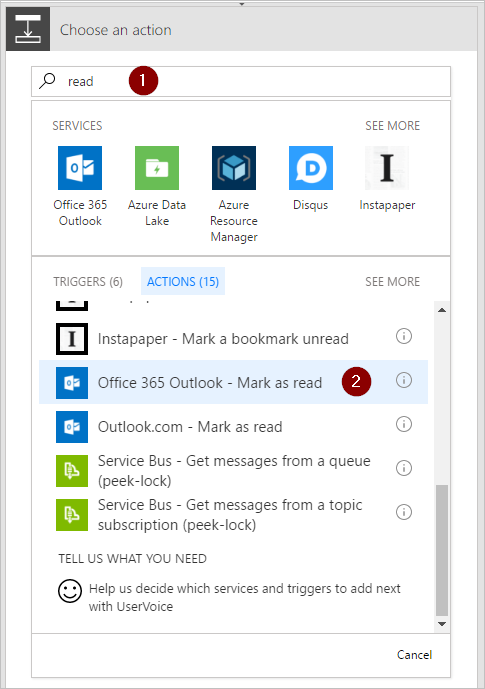 Choose an action
read
1
SERVICES
SEE MORE
Office 365
Outlook
Azure Data
Lake
Azure
Resource
Manager
Disqus
Instapaper
TRIGGERS (6)
ACTIONS (15)
SEE MORE
Instapaper - Mark a bookmark unread
Office 365 Outlook - Mark as read
2
Outlook.com - Mark as read
Service Bus - Get messages from a queue
(peek-lock)
Service Bus - Get messages from a topic
subscription (peek-lock)
TELL US WHAT YOU NEED
Help us decide which services and triggers to add next
with UserVoice
Cancel